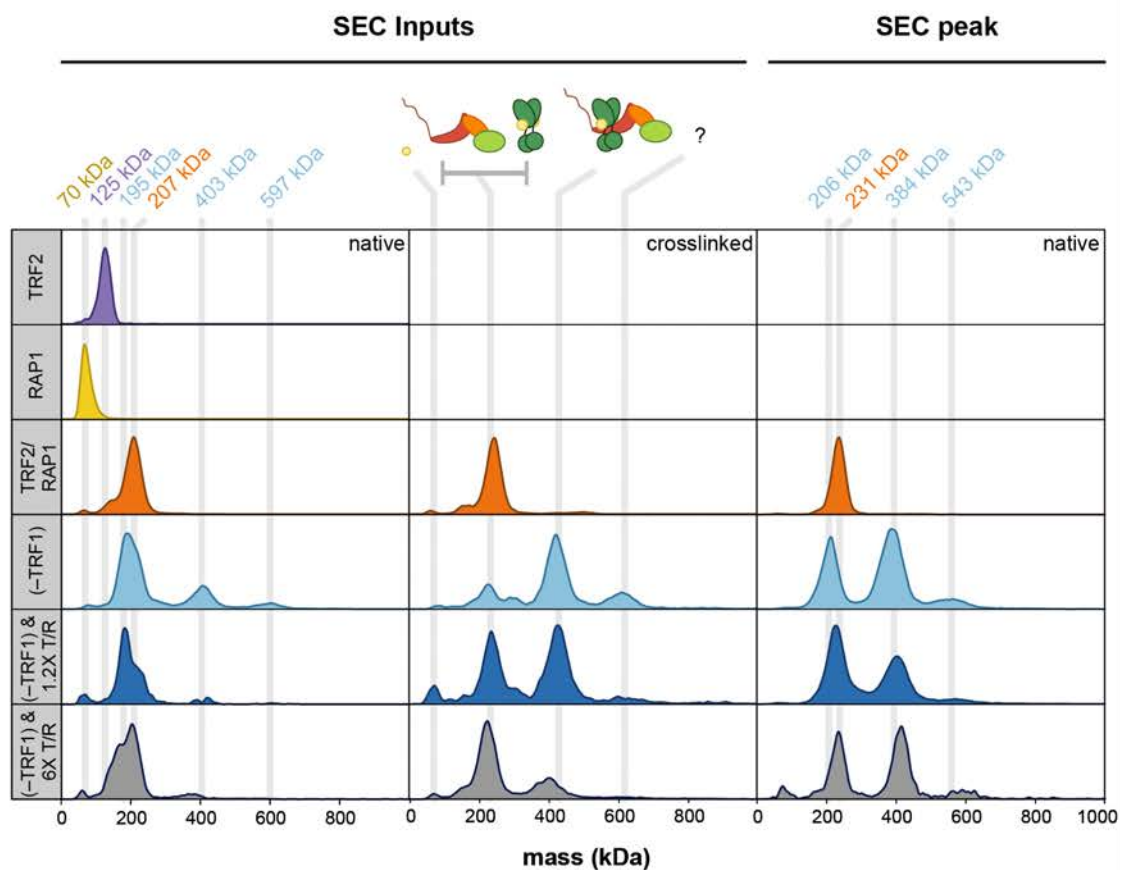 SEC Inputs
SEC peak
?
70 kDa
125 kDa
195 kDa
207 kDa
403 kDa
597 kDa
206 kDa
231 kDa
384 kDa
543 kDa
native
crosslinked
native
TRF2
RAP1
TRF2/
RAP1
(–TRF1)
(–TRF1) &
1.2X T/R
(–TRF1) &
6X T/R
0 200 400 600 800 0 200 400 600 800 0 200 400 600 800 1000
mass (kDa)